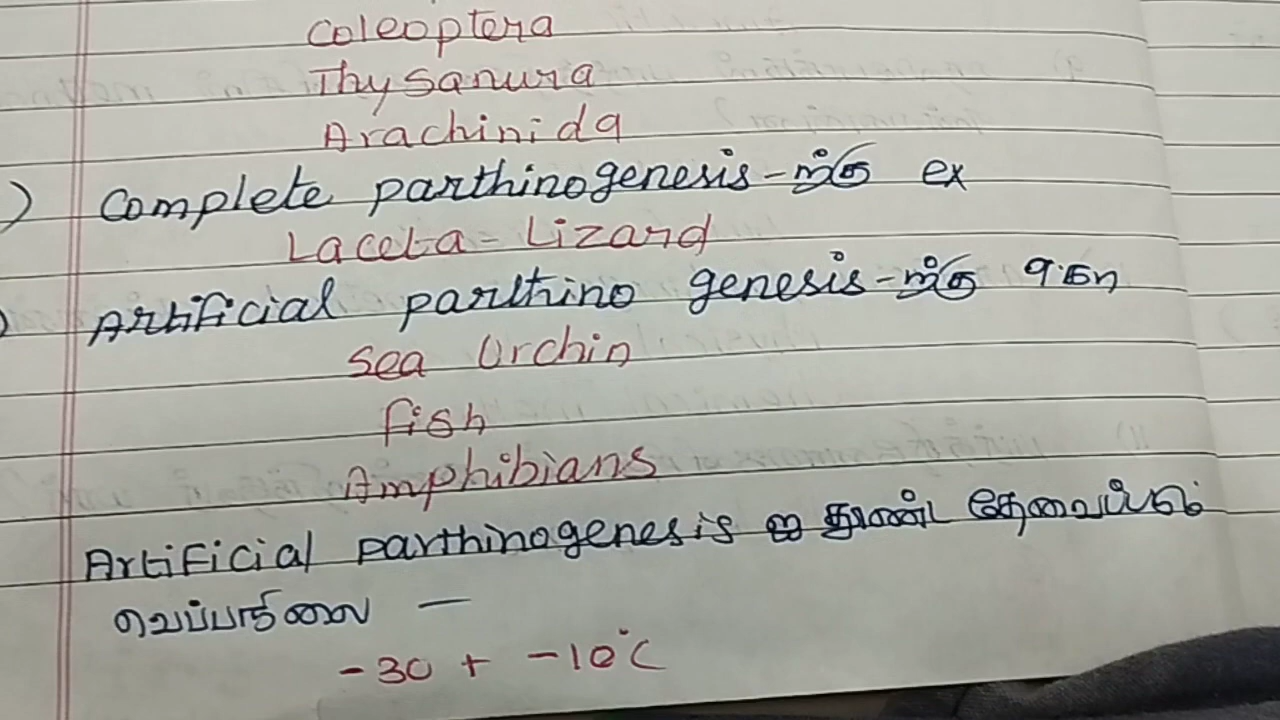 Coleoptera
Thysanura
Arachinida
) Complete parthinogenesis-ற்கு ex
Laceta - Lizard
Artificial parthino genesis-ற்கு எ.கா
Sea Urchin
fish
Amphibians
Artificial parthinogenesis ஐ தூண்ட தேவைப்படும்
வெப்பநிலை —
-30 + -10°C